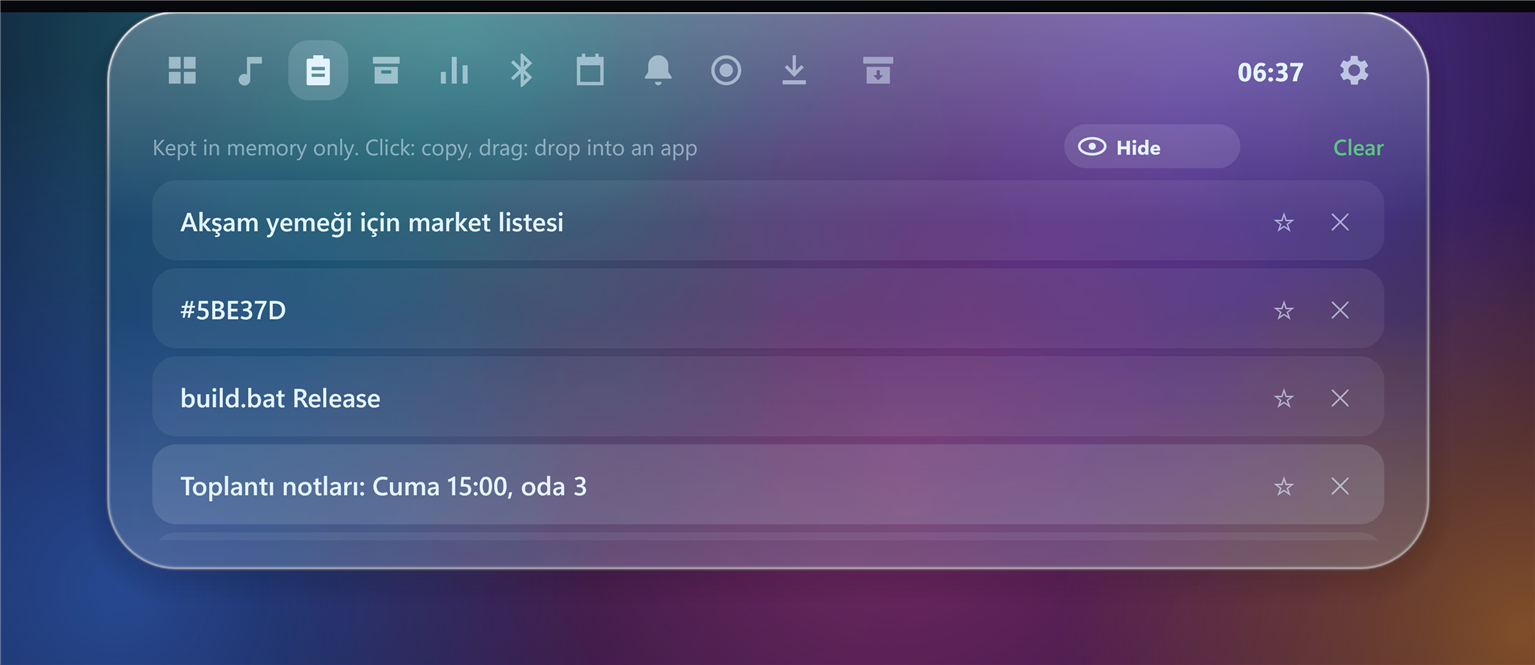 06:37
Kept in memory only. Click: copy, drag: drop into an app
Hide
Clear
Akşam yemeği için market listesi
#5BE37D
build.bat Release
Toplantı notları: Cuma 15:00, oda 3